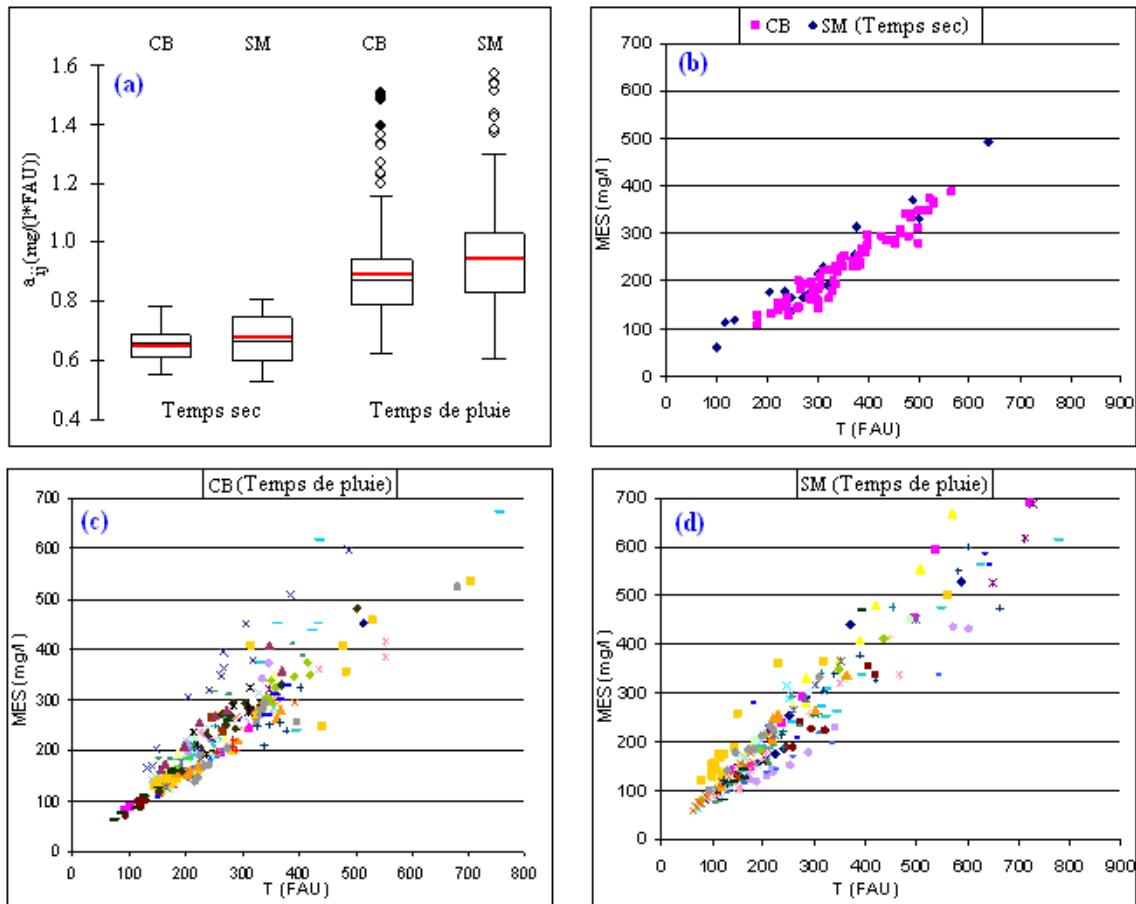 CB SM CB SM
(a)
1.6
1.4
1.2
1.0
0.8
0.6
0.4
a ij (mg/(l*FAU))
Temps sec Temps de pluie
CB SM (Temps sec)
(b)
700
600
500
400
300
200
100
0
MES (mg/l)
0 100 200 300 400 500 600 700 800 900
T (FAU)
CB (Temps de pluie)
(c)
700
600
500
400
300
200
100
0
MES (mg/l)
0 100 200 300 400 500 600 700 800
T (FAU)
SM (Temps de pluie)
(d)
700
600
500
400
300
200
100
0
MES (mg/l)
0 100 200 300 400 500 600 700 800 900
T (FAU)